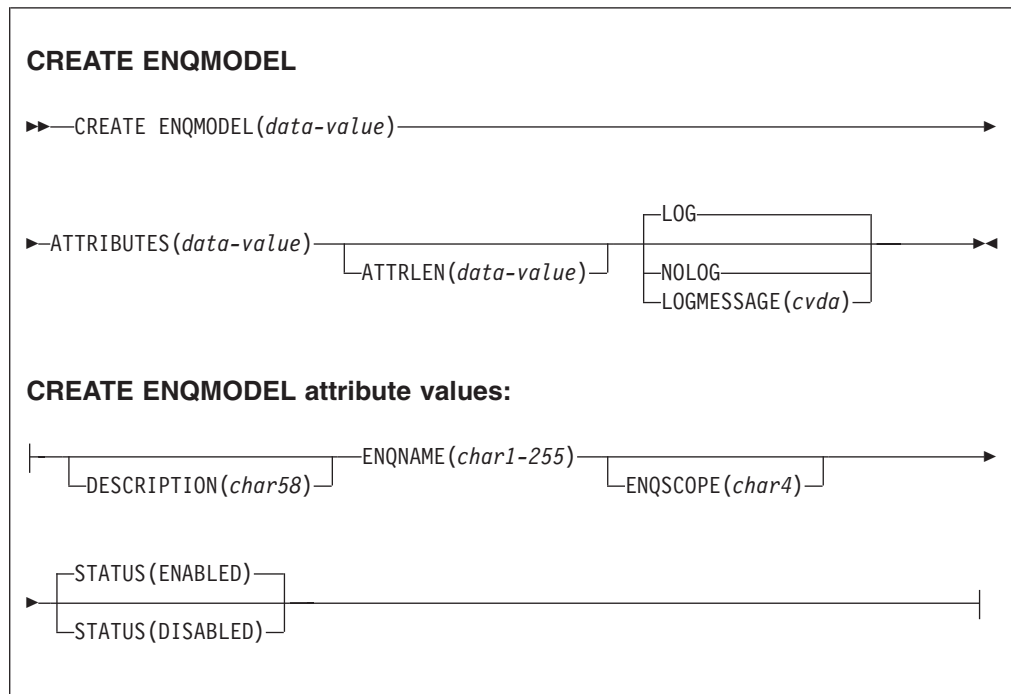 CREATE ENQMODEL
CREATE ENQMODEL(data-value)
LOG
ATTRIBUTES(data-value)
ATTRLEN(data-value)
NOLOG
LOGMESSAGE(cvda)
CREATE ENQMODEL attribute values:
ENQNAME(char1-255)
DESCRIPTION(char58)
ENQSCOPE(char4)
STATUS(ENABLED)
STATUS(DISABLED)